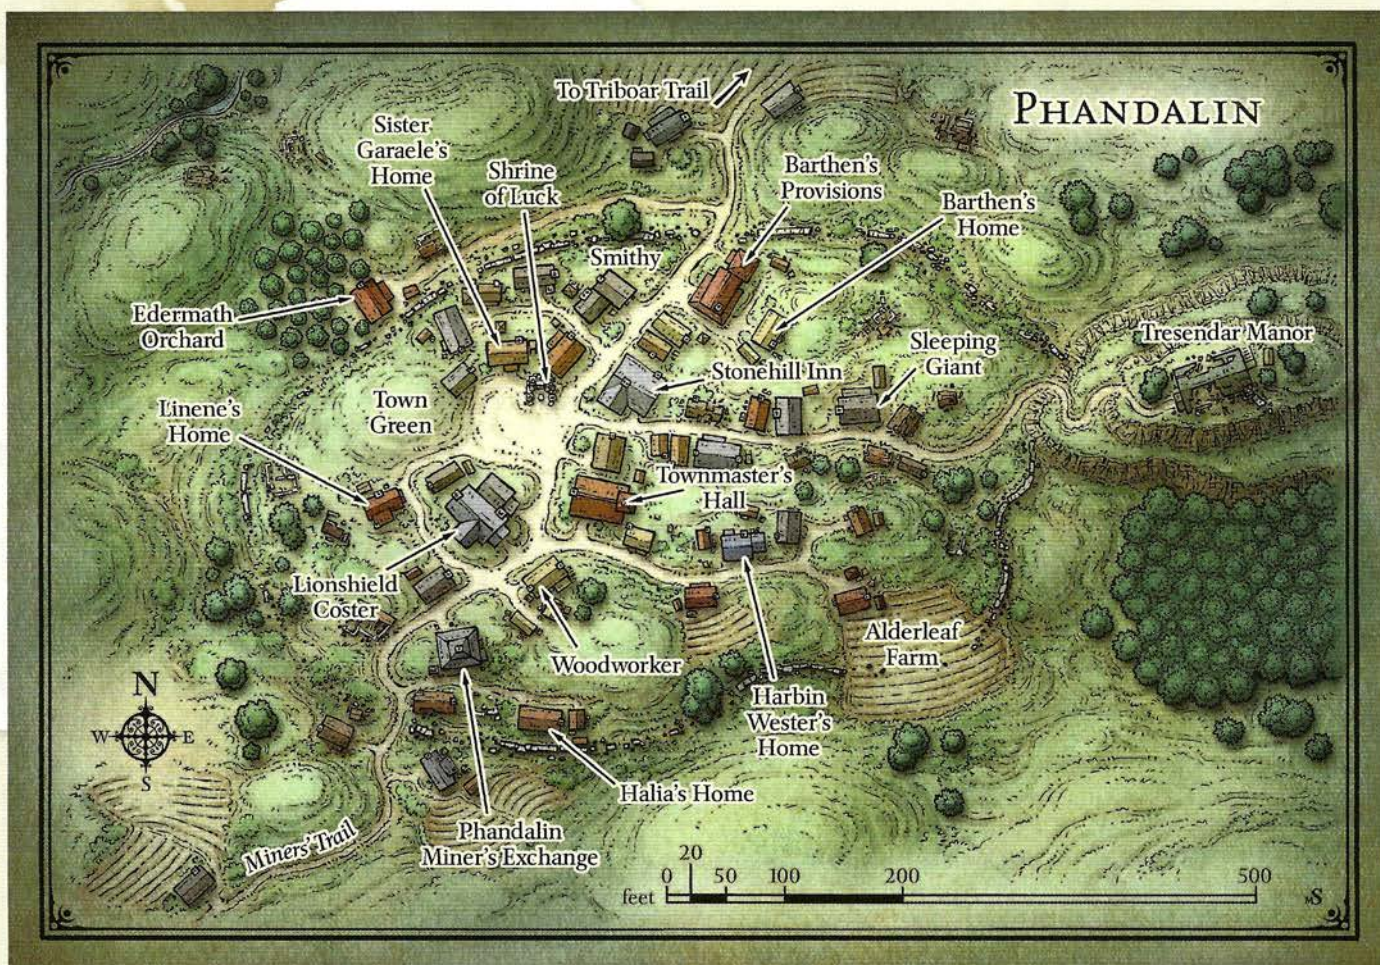 To Triboar Trail
PHANDALIN
Sister
Garaele's
Home
Shrine
of Luck
Barthen's
Provisions
Barthen's
Home
Smithy
Edermath
Orchard
Tresendar Manor
Sleeping
Giant
Stonehill Inn
Town
Green
Linene's
Home
Townmaster's
Hall
Lionshield
Coster
Alderleaf
Farm
Woodworker
Harbin
Wester's
Home
N
W E
S
Halia's Home
Phandalin
Miner's Exchange
Miners' Trail
20
0 50 100 200 500
feet
MS